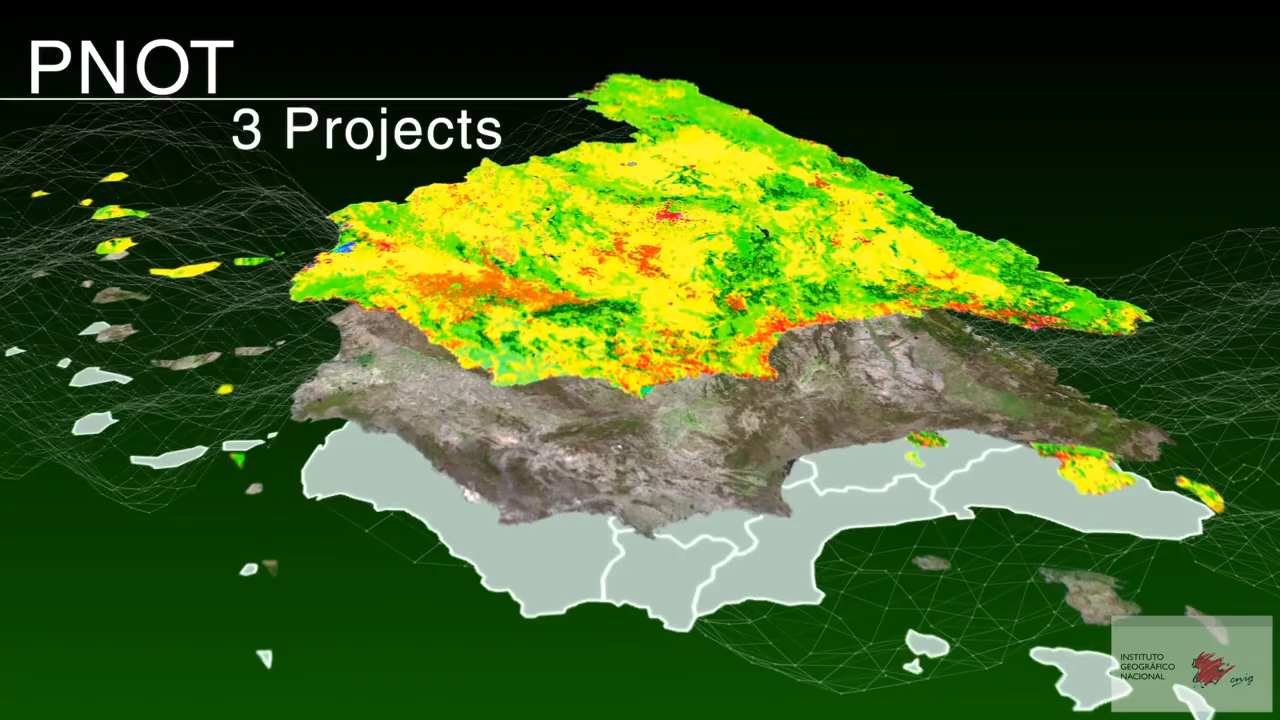 PNOT
3 Projects
INSTITUTO
GEOGRÁFICO
NACIONAL
cnig